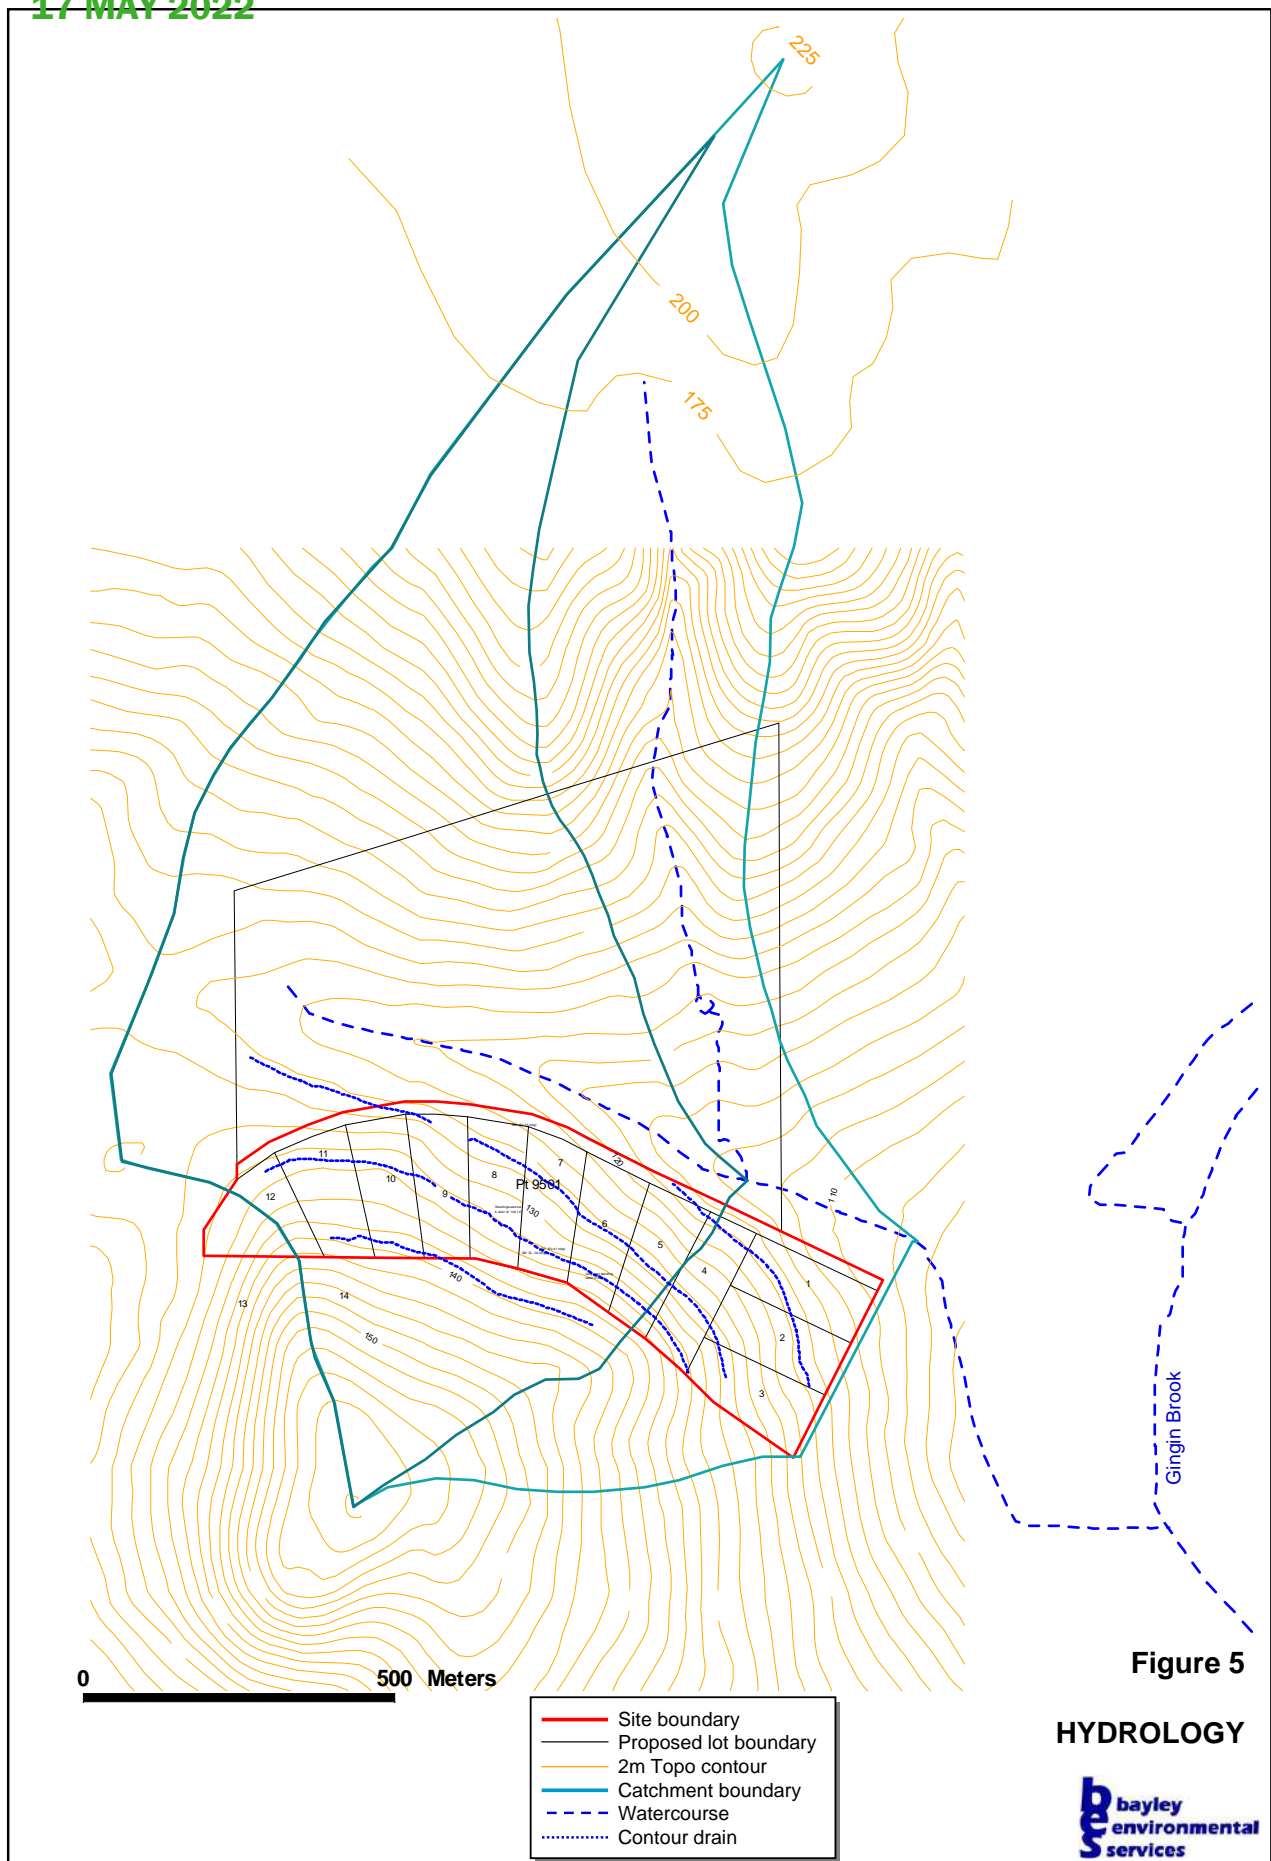 17 MAY 2022
225
200
175
120
110
11
10
12
9
8
7
Pt 9501
130
6
5
4
1
2
3
13
14
140
150
Gingin Brook
0 500 Meters
Figure 5
HYDROLOGY
Site boundary
Proposed lot boundary
2m Topo contour
Catchment boundary
Watercourse
Contour drain
bes
bayley
environmental
services